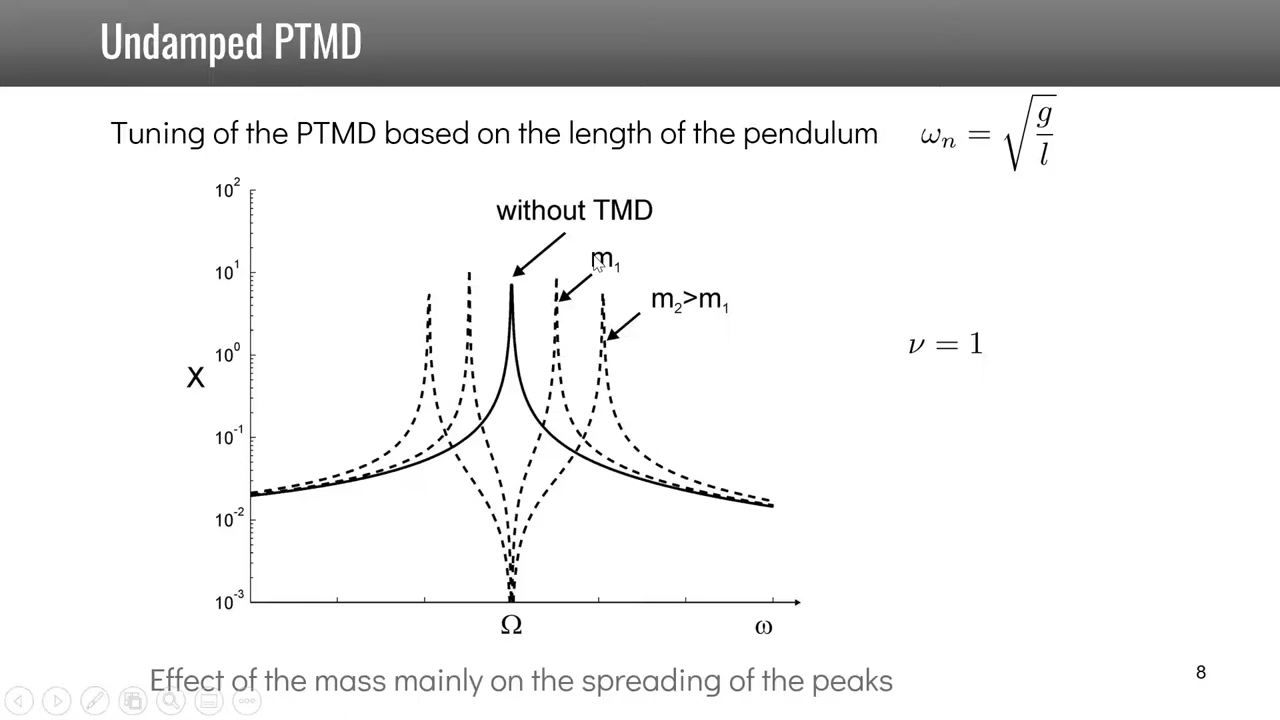 Undamped PTMD
Tuning of the PTMD based on the length of the pendulum
ωₙ = √(g/l)
10²
10¹
10⁰
10⁻¹
10⁻²
10⁻³
X
without TMD
m₁
m₂>m₁
ν = 1
Ω
ω
Effect of the mass mainly on the spreading of the peaks
8